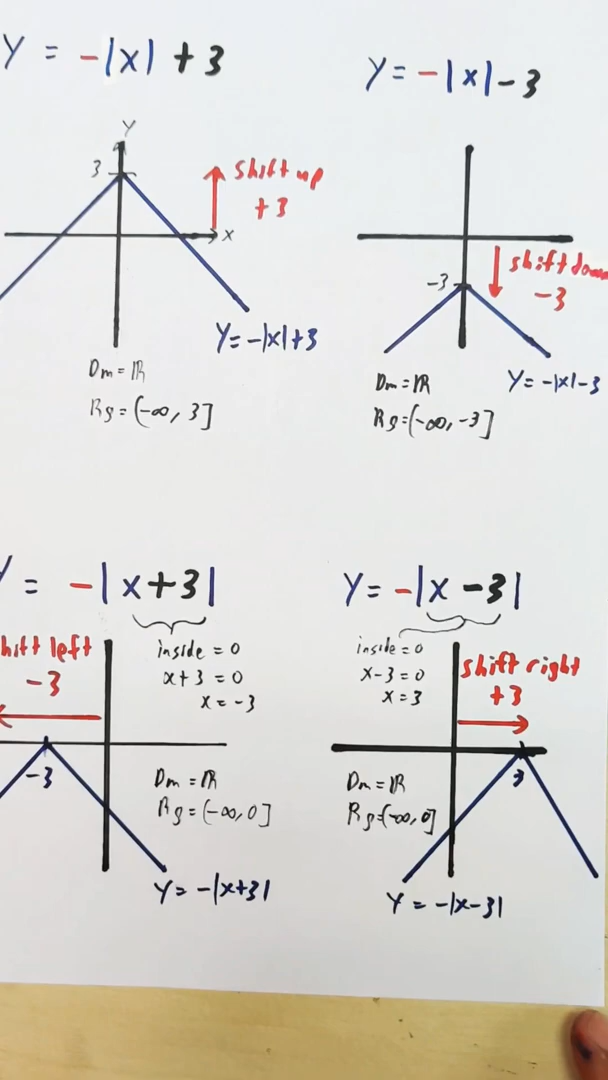 Y = -|x| + 3
Y
3
x
shift up
+3
Y=-|x|+3
Dm = ℝ
Rg = (-∞, 3]
Y = -|x| - 3
shift down
-3
-3
Y=-|x|-3
Dm = ℝ
Rg=(-∞, -3]
Y = -|x+3|
inside = 0
x+3 = 0
x = -3
left
-3
-3
Dm = ℝ
Rg = (-∞, 0]
Y = -|x+3|
Y = -|x-3|
inside = 0
x-3 = 0
x = 3
shift right
+3
3
Dm = ℝ
Rg=(-∞, 0]
Y = -|x-3|